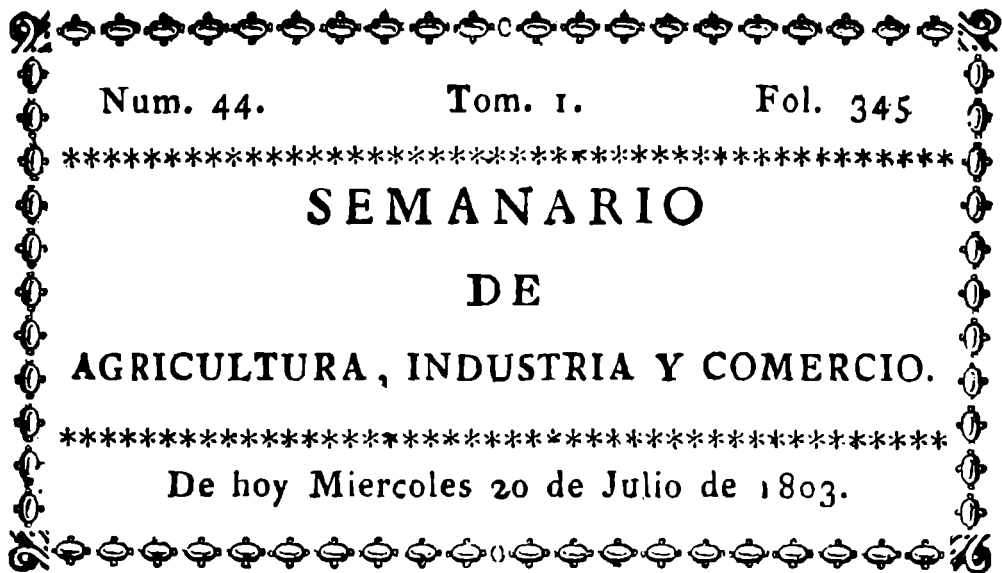 Num. 44. Tom. 1. Fol. 345
SEMANARIO
DE
AGRICULTURA, INDUSTRIA Y COMERCIO.
De hoy Miercoles 20 de Julio de 1803.